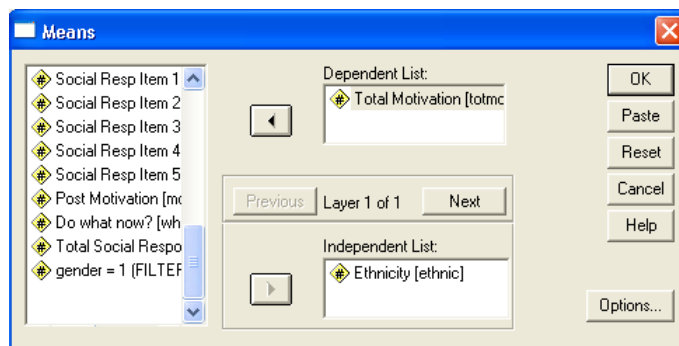 Means
Social Resp Item 1
Social Resp Item 2
Social Resp Item 3
Social Resp Item 4
Social Resp Item 5
Post Motivation [mo
Do what now? [wh
Total Social Respo
gender = 1 (FILTER
Dependent List:
Total Motivation [totmo
Previous
Layer 1 of 1
Next
Independent List:
Ethnicity [ethnic]
OK
Paste
Reset
Cancel
Help
Options...